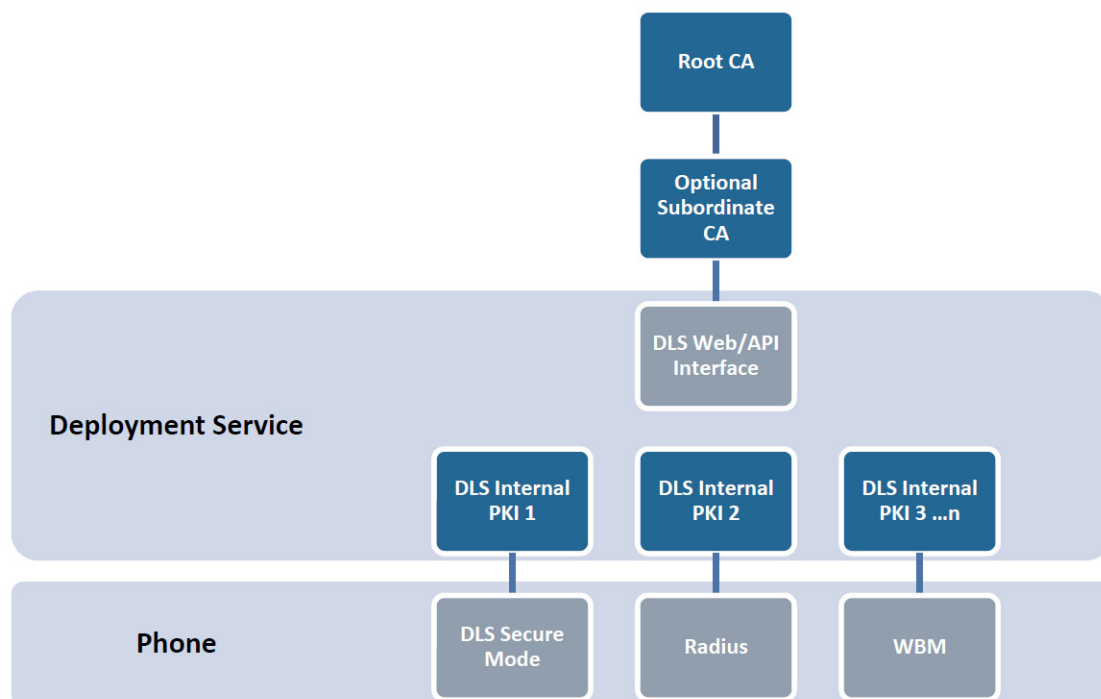 Root CA
Optional
Subordinate
CA
DLS Web/API
Interface
Deployment Service
DLS Internal
PKI 1
DLS Internal
PKI 2
DLS Internal
PKI 3 ...n
Phone
DLS Secure
Mode
Radius
WBM